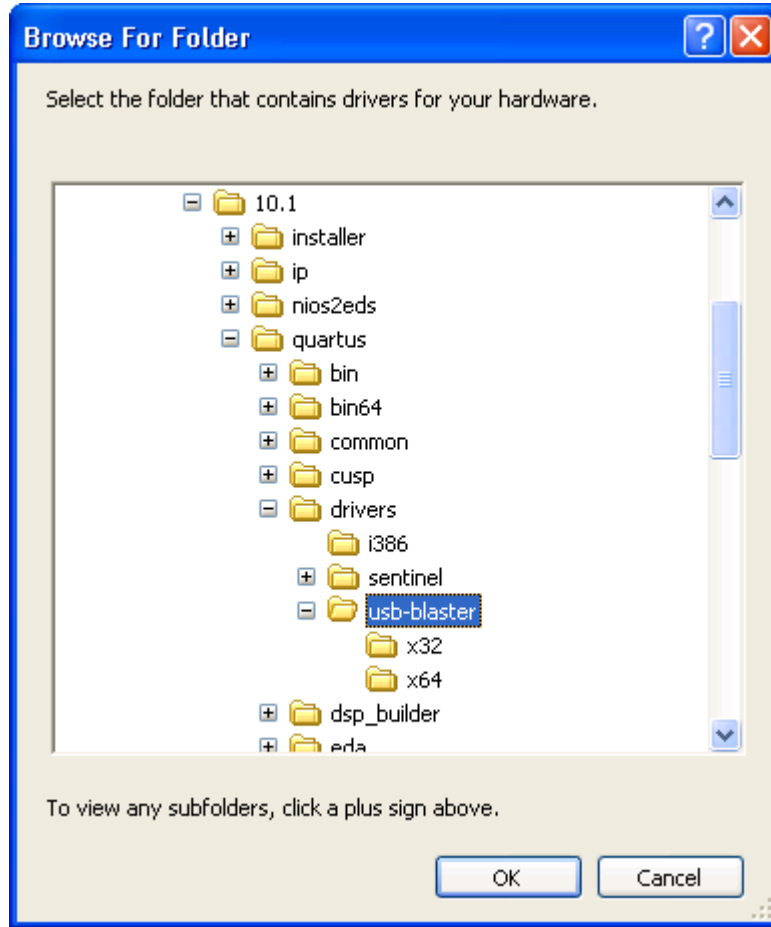 Browse For Folder
Select the folder that contains drivers for your hardware.
10.1
installer
ip
nios2eds
quartus
bin
bin64
common
cusp
drivers
i386
sentinel
usb-blaster
x32
x64
dsp_builder
eda
To view any subfolders, click a plus sign above.
OK Cancel